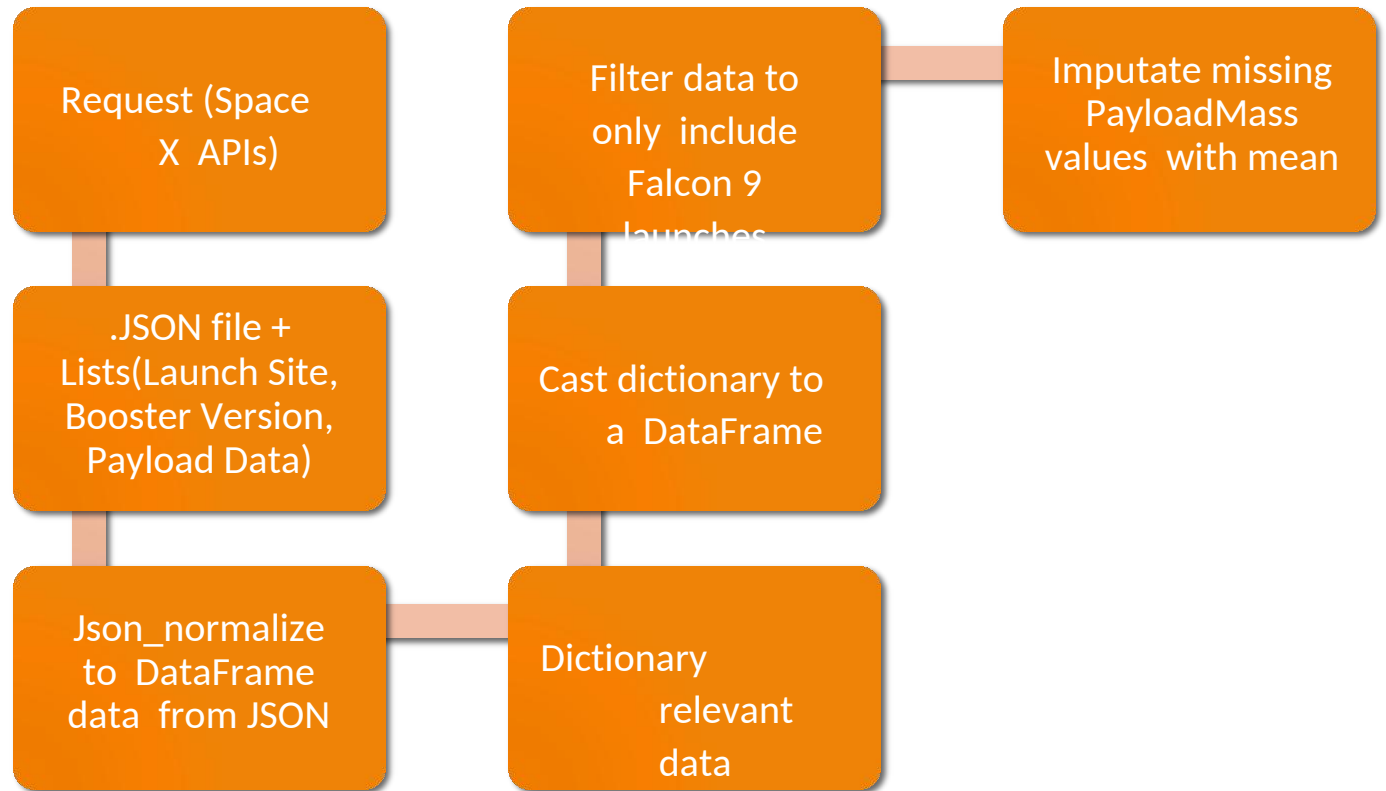 Request (Space
X APIs)
.JSON file +
Lists(Launch Site,
Booster Version,
Payload Data)
Json_normalize
to DataFrame
data from JSON
Dictionary
relevant
data
Cast dictionary to
a DataFrame
Filter data to
only include
Falcon 9
launches
Imputate missing
PayloadMass
values with mean